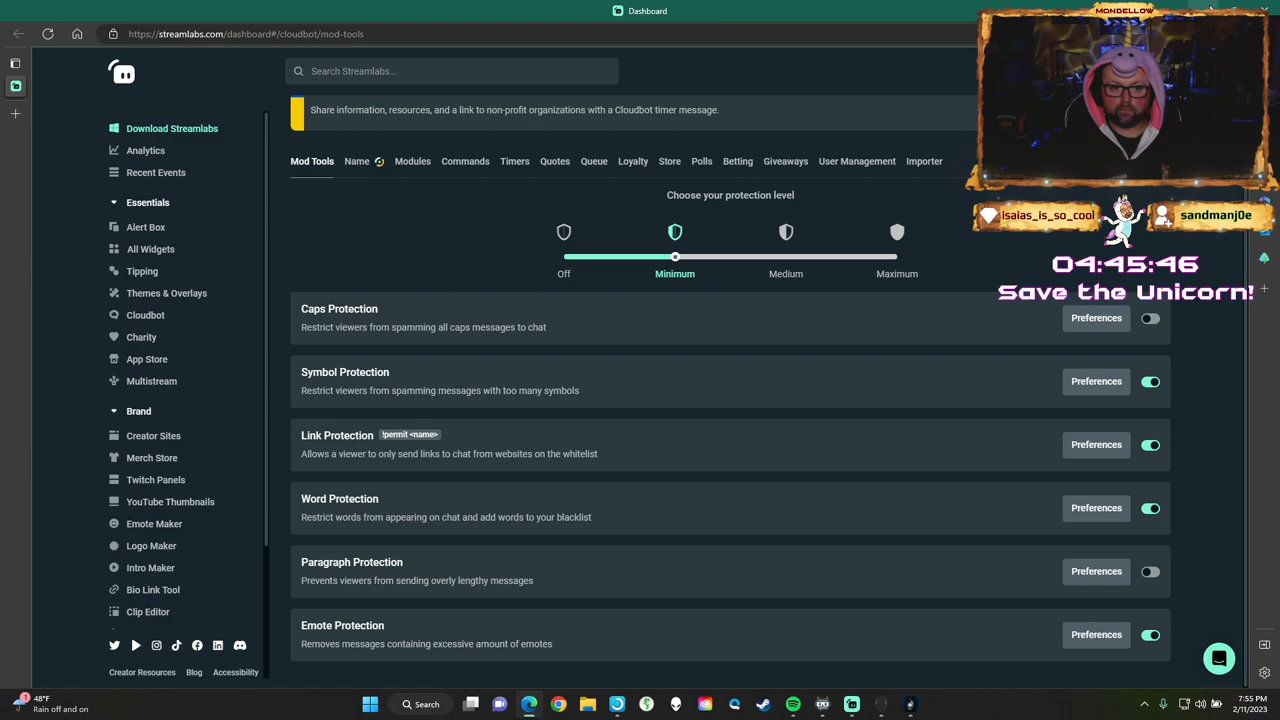 Dashboard
https://streamlabs.com/dashboard#/cloudbot/mod-tools
MONDELLOW
Search Streamlabs...
Share information, resources, and a link to non-profit organizations with a Cloudbot timer message.
Download Streamlabs
Analytics
Recent Events
Essentials
Alert Box
All Widgets
Tipping
Themes & Overlays
Cloudbot
Charity
App Store
Multistream
Brand
Creator Sites
Merch Store
Twitch Panels
YouTube Thumbnails
Emote Maker
Logo Maker
Intro Maker
Bio Link Tool
Clip Editor
Creator Resources Blog Accessibility
Mod Tools Name Modules Commands Timers Quotes Queue Loyalty Store Polls Betting Giveaways User Management Importer
Choose your protection level
Off Minimum Medium Maximum
Caps Protection
Restrict viewers from spamming all caps messages to chat
Preferences
Symbol Protection
Restrict viewers from spamming messages with too many symbols
Preferences
Link Protection !permit <name>
Allows a viewer to only send links to chat from websites on the whitelist
Preferences
Word Protection
Restrict words from appearing on chat and add words to your blacklist
Preferences
Paragraph Protection
Prevents viewers from sending overly lengthy messages
Preferences
Emote Protection
Removes messages containing excessive amount of emotes
Preferences
isaias_is_so_cool
sandmanj0e
04:45:46
Save the Unicorn!
1
48°F
Rain off and on
Search
7:55 PM
2/11/2023